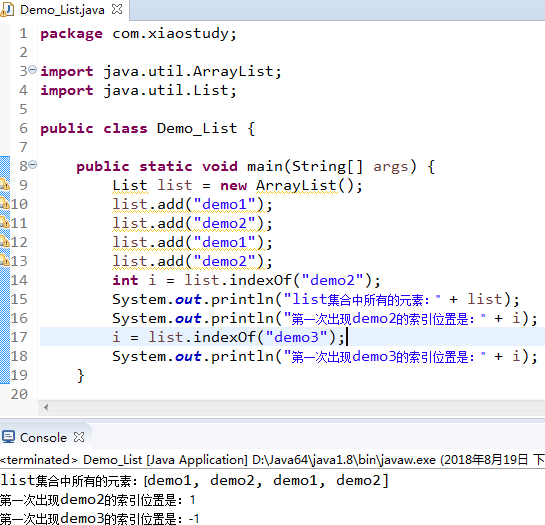 Demo_List.java
1 package com.xiaostudy;
2
3 import java.util.ArrayList;
4 import java.util.List;
5
6 public class Demo_List {
7
8 public static void main(String[] args) {
9 List list = new ArrayList();
10 list.add("demo1");
11 list.add("demo2");
12 list.add("demo1");
13 list.add("demo2");
14 int i = list.indexOf("demo2");
15 System.out.println("list集合中所有的元素：" + list);
16 System.out.println("第一次出现demo2的索引位置是：" + i);
17 i = list.indexOf("demo3");
18 System.out.println("第一次出现demo3的索引位置是：" + i);
19 }
20
Console
<terminated> Demo_List [Java Application] D:\Java64\java1.8\bin\javaw.exe (2018年8月19日 下
list集合中所有的元素：[demo1, demo2, demo1, demo2]
第一次出现demo2的索引位置是：1
第一次出现demo3的索引位置是：-1